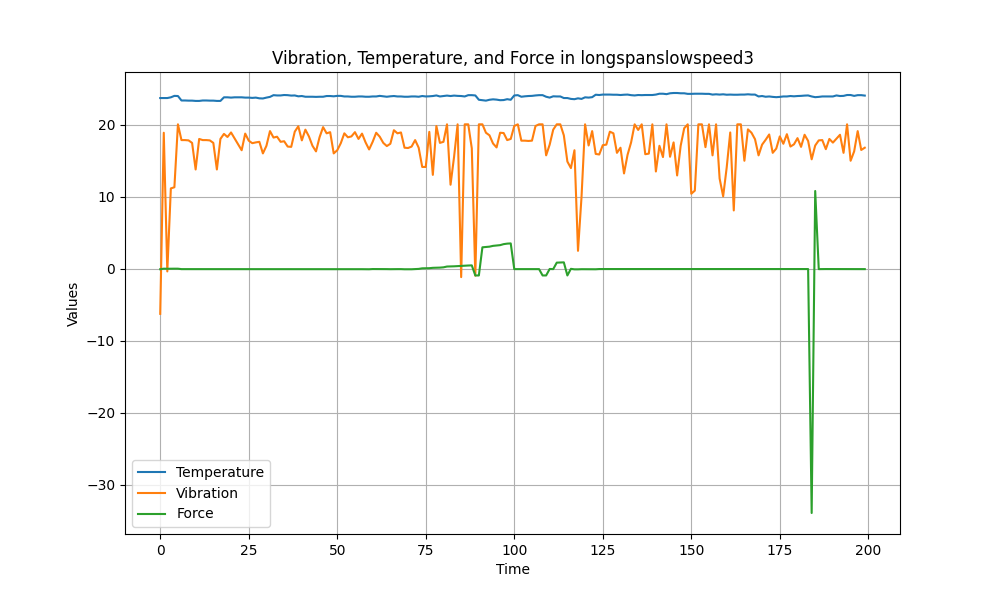 Vibration, Temperature, and Force in longspanslowspeed3
Values
20
10
0
−10
−20
−30
Temperature
Vibration
Force
0 25 50 75 100 125 150 175 200
Time